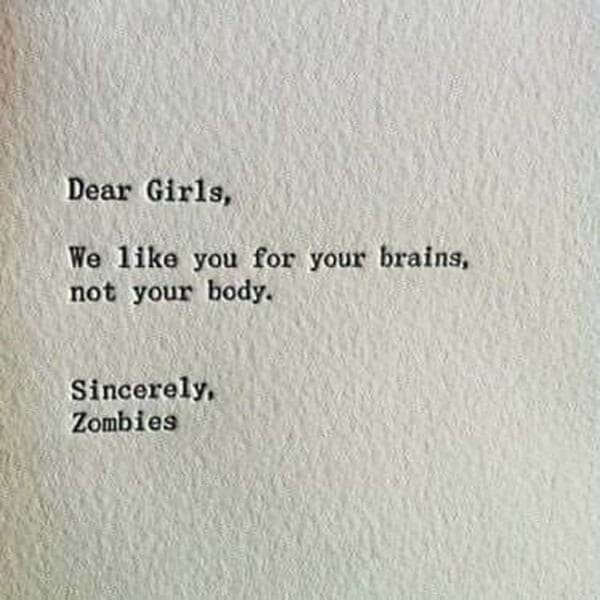 Dear Girls,
We like you for your brains,
not your body.
Sincerely,
Zombies